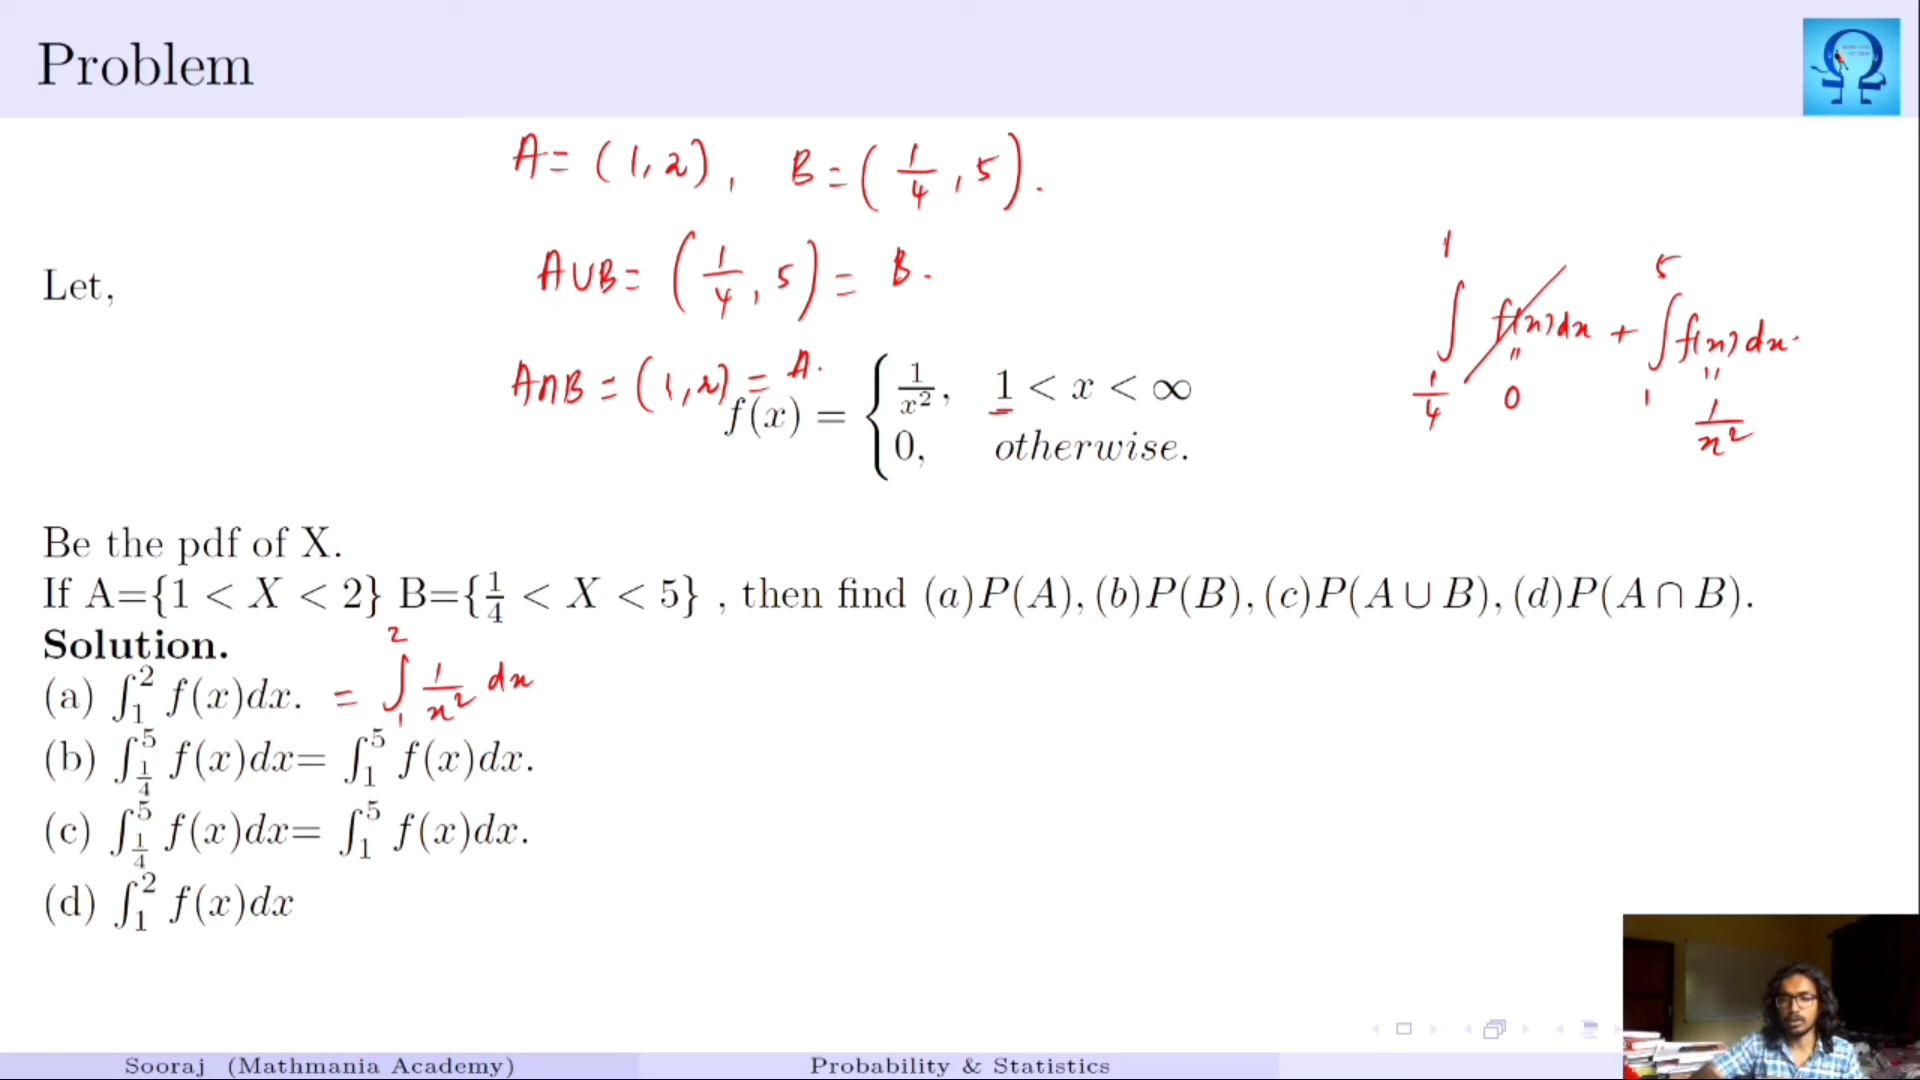 Problem
A = (1, 2), B = (1/4, 5).
A∪B = (1/4, 5) = B.
Let,
A∩B = (1, 2) = A.
f(x) = { 1/x², 1 < x < ∞
0, otherwise.
∫_{1/4}^{1} f(x)dx + ∫_{1}^{5} f(x)dx.
" "
0 1/x²
Be the pdf of X.
If A={1 < X < 2} B={1/4 < X < 5} , then find (a)P(A), (b)P(B), (c)P(A ∪ B), (d)P(A ∩ B).
Solution.
(a) ∫_1^2 f(x)dx. = ∫_1^2 1/x² dx
(b) ∫_{1/4}^5 f(x)dx= ∫_1^5 f(x)dx.
(c) ∫_{1/4}^5 f(x)dx= ∫_1^5 f(x)dx.
(d) ∫_1^2 f(x)dx
Sooraj (Mathmania Academy) Probability & Statistics